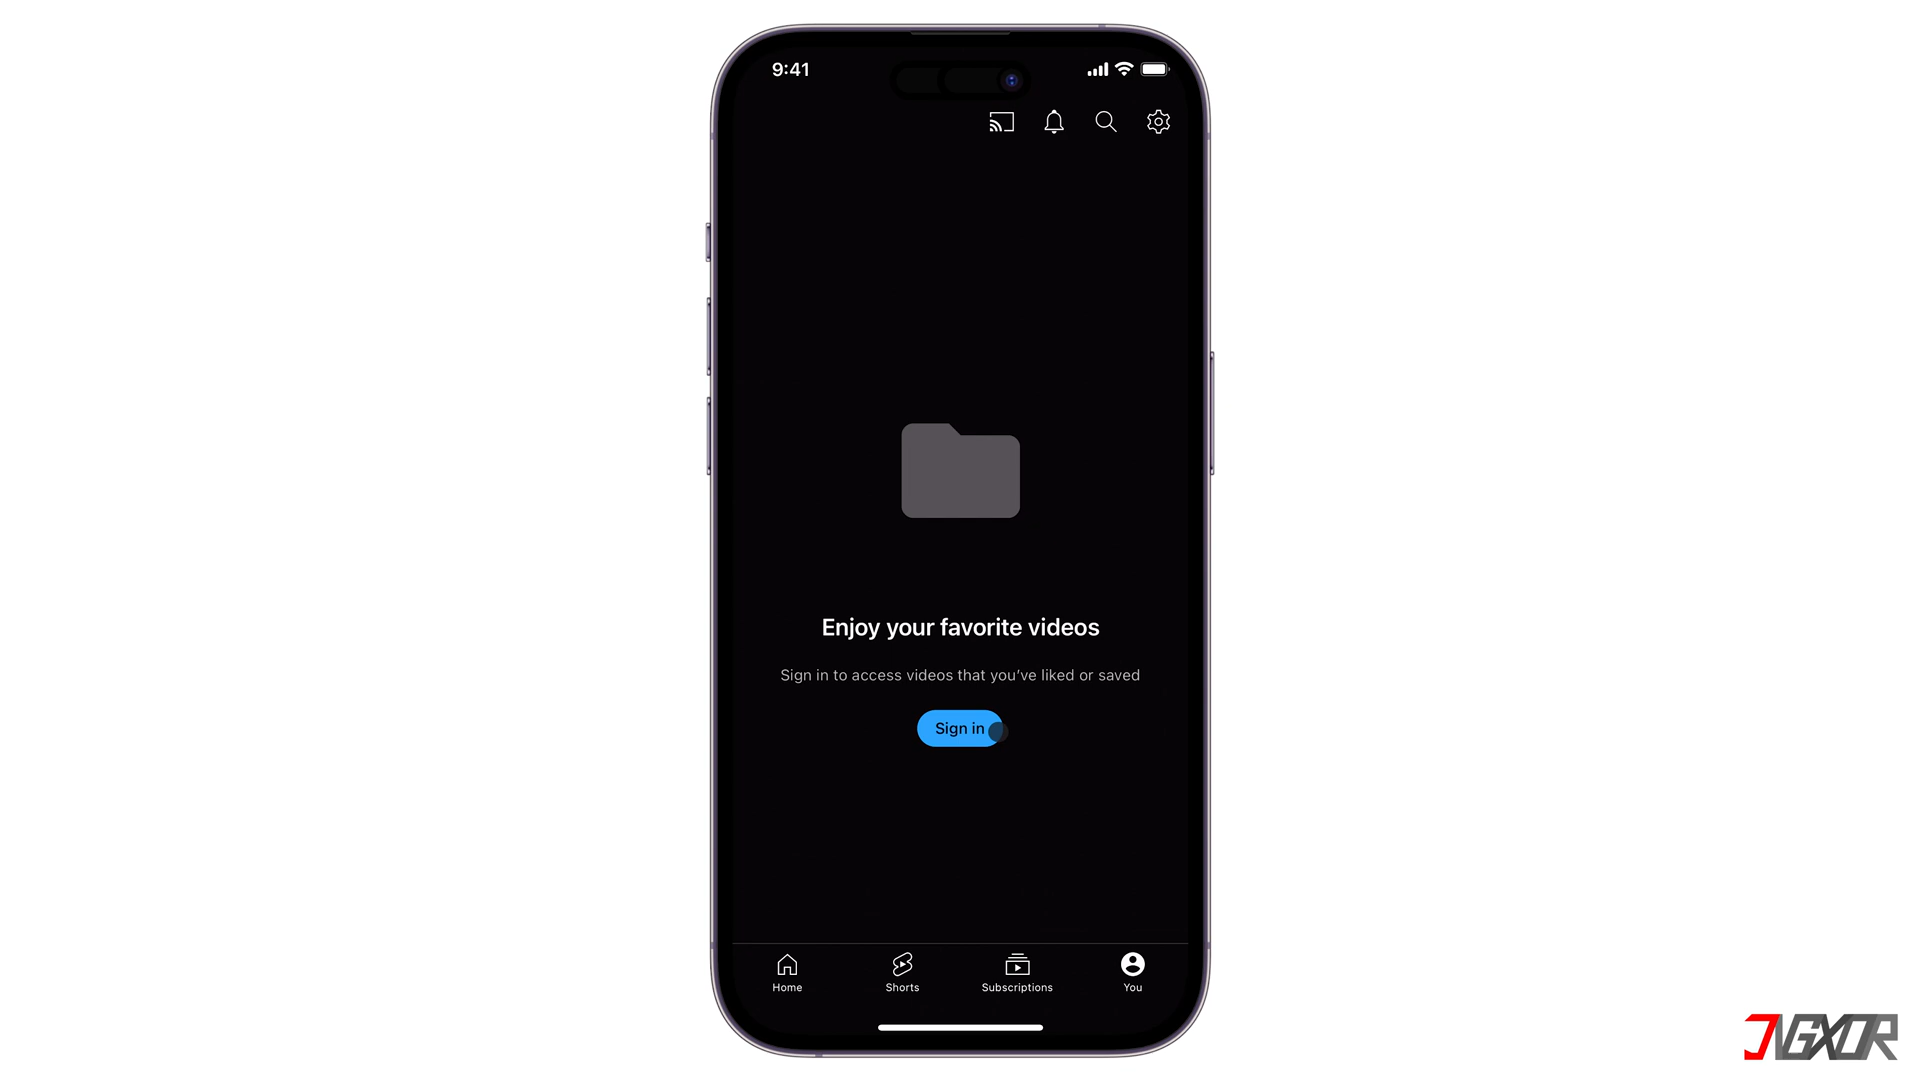 9:41
Enjoy your favorite videos
Sign in to access videos that you’ve liked or saved
Sign in
Home
Shorts
Subscriptions
You
JVGXOR